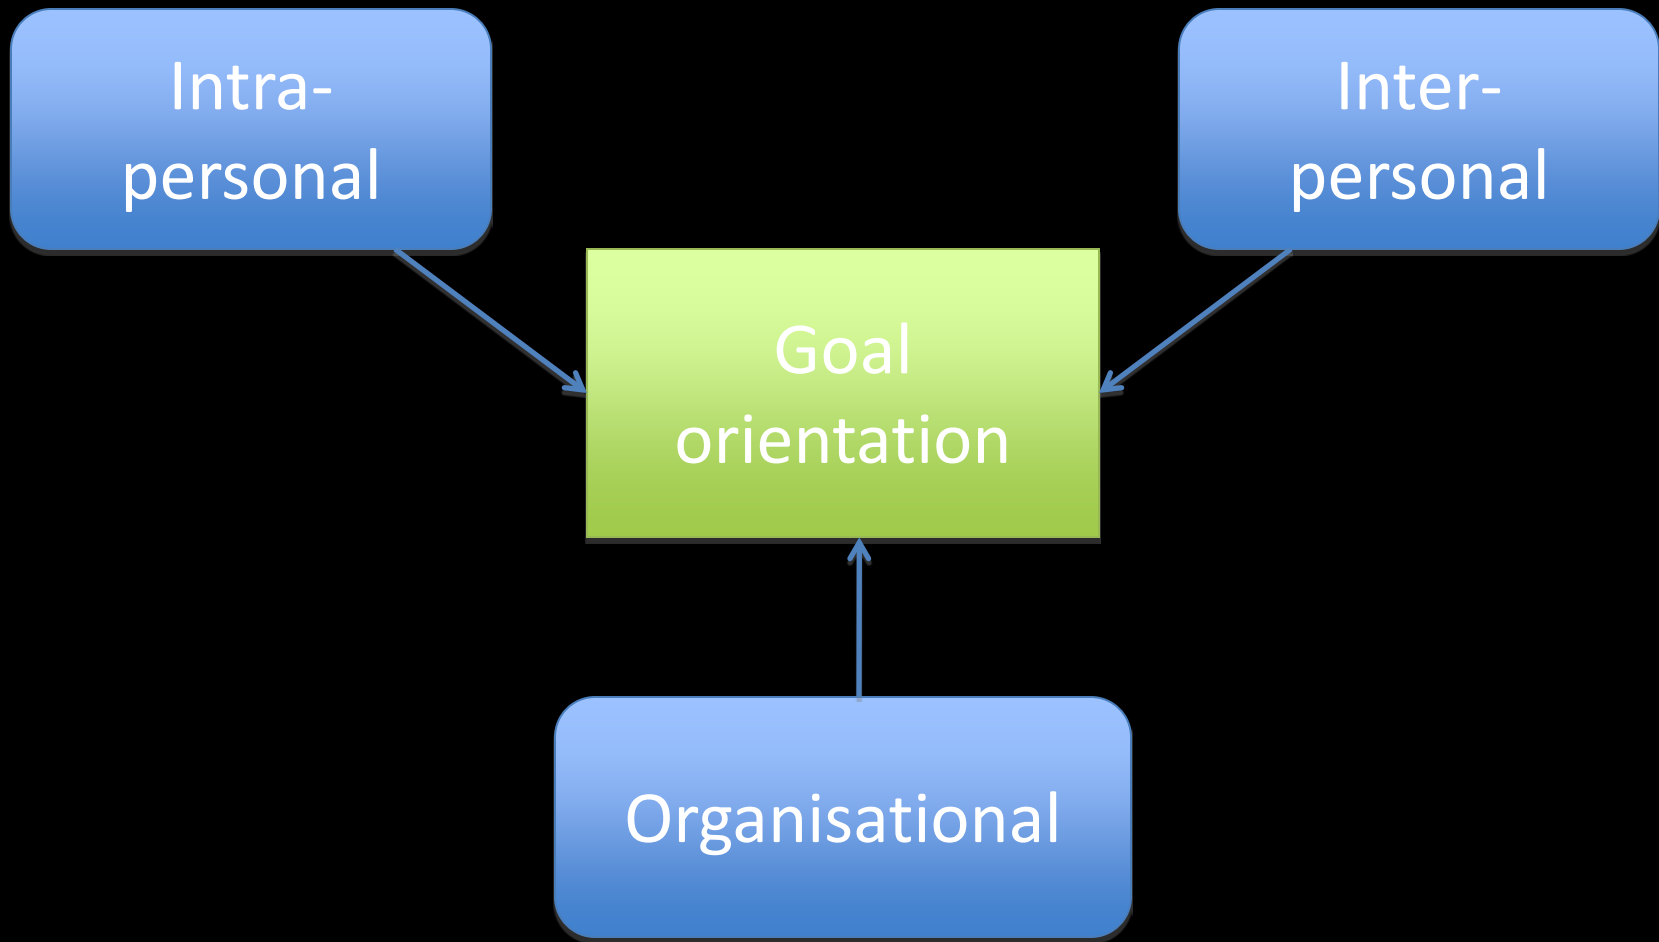 Intra-
personal
Inter-
personal
Goal
orientation
Organisational